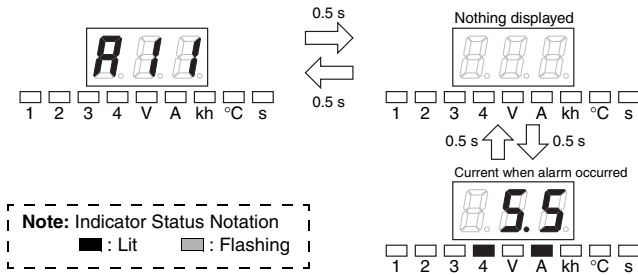 0.5 s
Nothing displayed
A11
0.5 s
1 2 3 4 V A kh °C s
1 2 3 4 V A kh °C s
0.5 s 0.5 s
Current when alarm occurred
5.5
Note: Indicator Status Notation
: Lit : Flashing
1 2 3 4 V A kh °C s